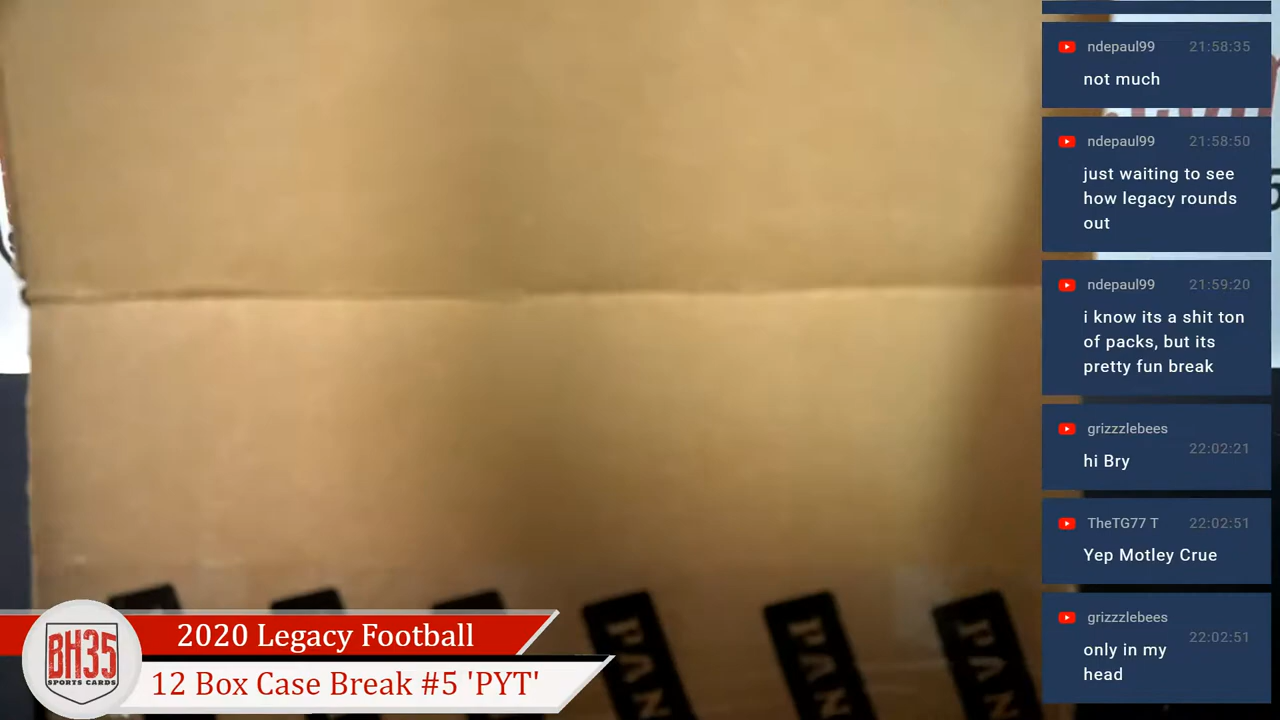 ndepaul99 21:58:35
not much
ndepaul99 21:58:50
just waiting to see
how legacy rounds
out
ndepaul99 21:59:20
i know its a shit ton
of packs, but its
pretty fun break
grizzzlebees 22:02:21
hi Bry
TheTG77 T 22:02:51
Yep Motley Crue
grizzzlebees 22:02:51
only in my
head
PAN
PAN
PAN
BH35
SPORTS CARDS
2020 Legacy Football
12 Box Case Break #5 'PYT'